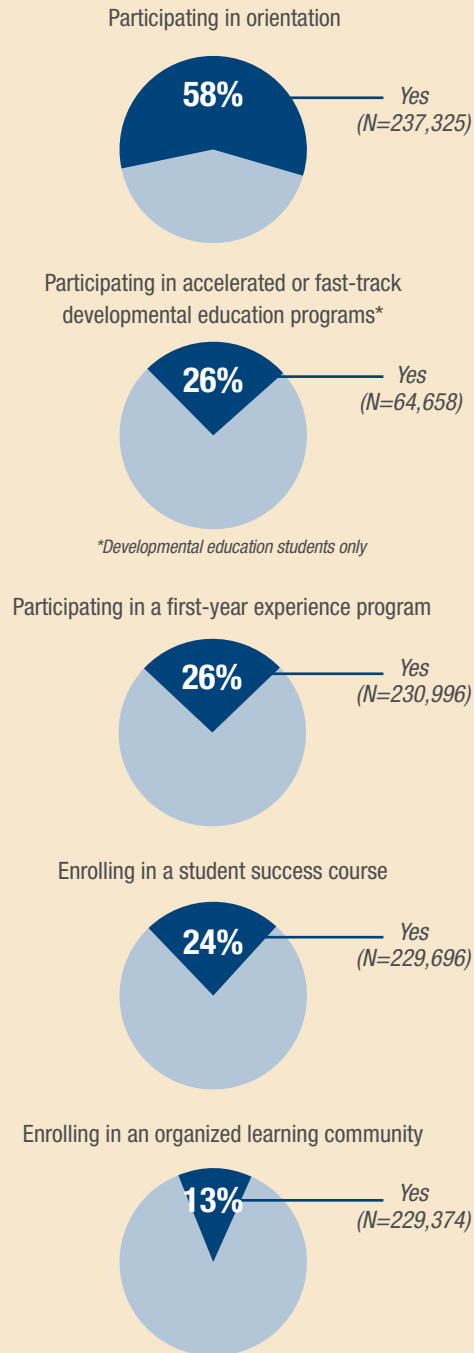 Participating in orientation
58%
Yes
(N=237,325)
Participating in accelerated or fast-track
developmental education programs*
26%
Yes
(N=64,658)
*Developmental education students only
Participating in a first-year experience program
26%
Yes
(N=230,996)
Enrolling in a student success course
24%
Yes
(N=229,696)
Enrolling in an organized learning community
13%
Yes
(N=229,374)